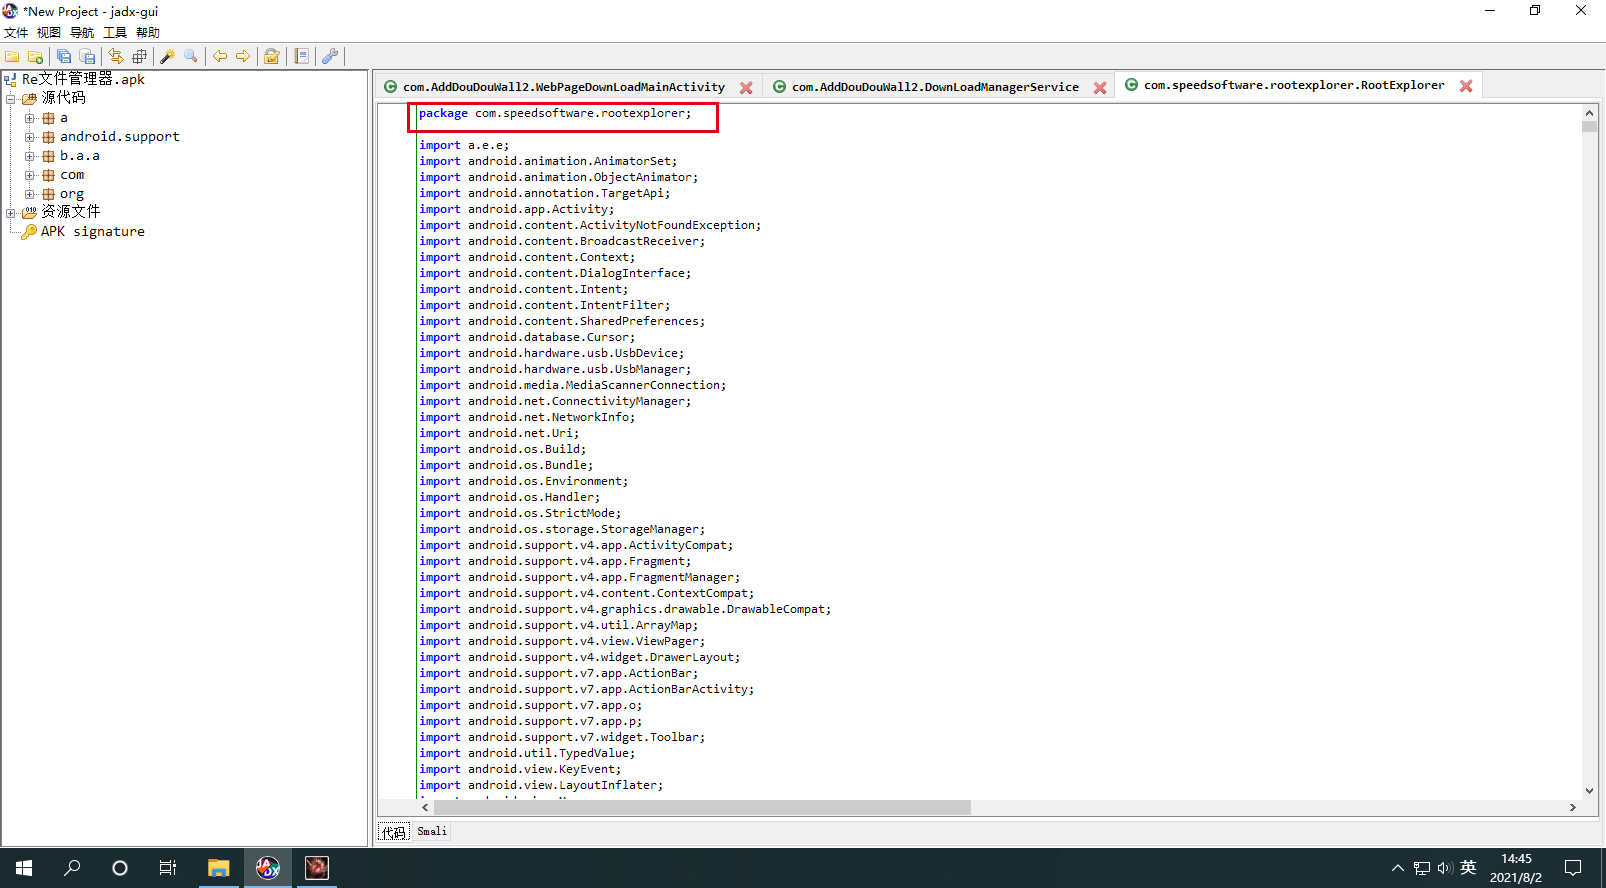 *New Project - jadx-gui
文件 视图 导航 工具 帮助
Re文件管理器.apk
源代码
a
android.support
b.a.a
com
org
资源文件
APK signature
com.AddDouDouWall2.WebPageDownLoadMainActivity
com.AddDouDouWall2.DownLoadManagerService
com.speedsoftware.rootexplorer.RootExplorer
package com.speedsoftware.rootexplorer;
import a.e.e;
import android.animation.AnimatorSet;
import android.animation.ObjectAnimator;
import android.annotation.TargetApi;
import android.app.Activity;
import android.content.ActivityNotFoundException;
import android.content.BroadcastReceiver;
import android.content.Context;
import android.content.DialogInterface;
import android.content.Intent;
import android.content.IntentFilter;
import android.content.SharedPreferences;
import android.database.Cursor;
import android.hardware.usb.UsbDevice;
import android.hardware.usb.UsbManager;
import android.media.MediaScannerConnection;
import android.net.ConnectivityManager;
import android.net.NetworkInfo;
import android.net.Uri;
import android.os.Build;
import android.os.Bundle;
import android.os.Environment;
import android.os.Handler;
import android.os.StrictMode;
import android.os.storage.StorageManager;
import android.support.v4.app.ActivityCompat;
import android.support.v4.app.Fragment;
import android.support.v4.app.FragmentManager;
import android.support.v4.content.ContextCompat;
import android.support.v4.graphics.drawable.DrawableCompat;
import android.support.v4.util.ArrayMap;
import android.support.v4.view.ViewPager;
import android.support.v4.widget.DrawerLayout;
import android.support.v7.app.ActionBar;
import android.support.v7.app.ActionBarActivity;
import android.support.v7.app.o;
import android.support.v7.app.p;
import android.support.v7.widget.Toolbar;
import android.util.TypedValue;
import android.view.KeyEvent;
import android.view.LayoutInflater;
代码 Smali
英
14:45
2021/8/2